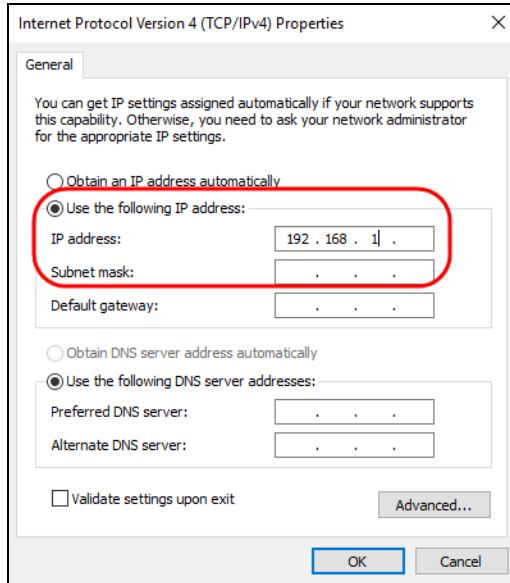 Internet Protocol Version 4 (TCP/IPv4) Properties
General
You can get IP settings assigned automatically if your network supports
this capability. Otherwise, you need to ask your network administrator
for the appropriate IP settings.
Obtain an IP address automatically
Use the following IP address:
IP address: 192 . 168 . 1 .
Subnet mask: . . .
Default gateway: . . .
Obtain DNS server address automatically
Use the following DNS server addresses:
Preferred DNS server: . . .
Alternate DNS server: . . .
Validate settings upon exit
Advanced...
OK Cancel